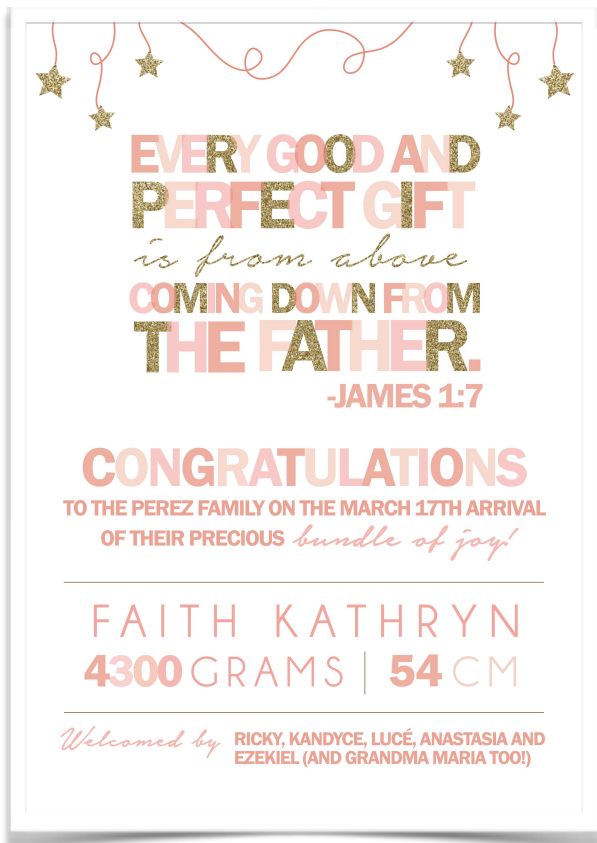 EVERY GOOD AND
PERFECT GIFT
is from above
COMING DOWN FROM
THE FATHER.
-JAMES 1:7
CONGRATULATIONS
TO THE PEREZ FAMILY ON THE MARCH 17TH ARRIVAL
OF THEIR PRECIOUS bundle of joy!
FAITH KATHRYN
4300 GRAMS | 54 CM
Welcomed by RICKY, KANDYCE, LUCÉ, ANASTASIA AND
EZEKIEL (AND GRANDMA MARIA TOO!)